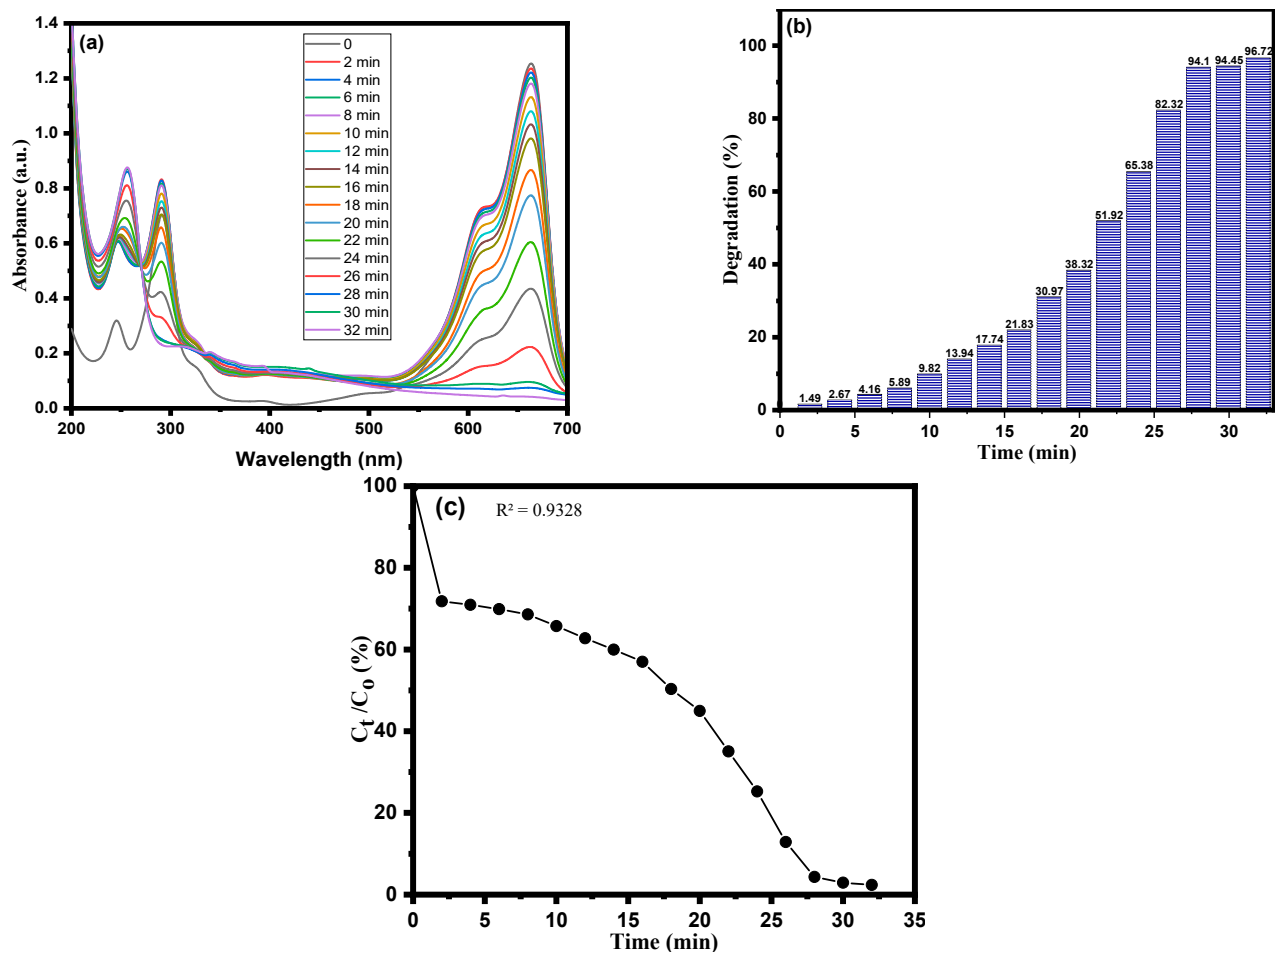 (a)
1.4
1.2
1.0
0.8
0.6
0.4
0.2
0.0
Absorbance (a.u.)
0
2 min
4 min
6 min
8 min
10 min
12 min
14 min
16 min
18 min
20 min
22 min
24 min
26 min
28 min
30 min
32 min
200 300 400 500 600 700
Wavelength (nm)
(b)
100
80
60
40
20
0
Degradation (%)
1.49 2.67 4.16 5.89 9.82 13.94 17.74 21.83 30.97 38.32 51.92 65.38 82.32 94.1 94.45 96.72
0 5 10 15 20 25 30
Time (min)
(c)
R² = 0.9328
100
80
60
40
20
0
Ct /Co (%)
0 5 10 15 20 25 30 35
Time (min)